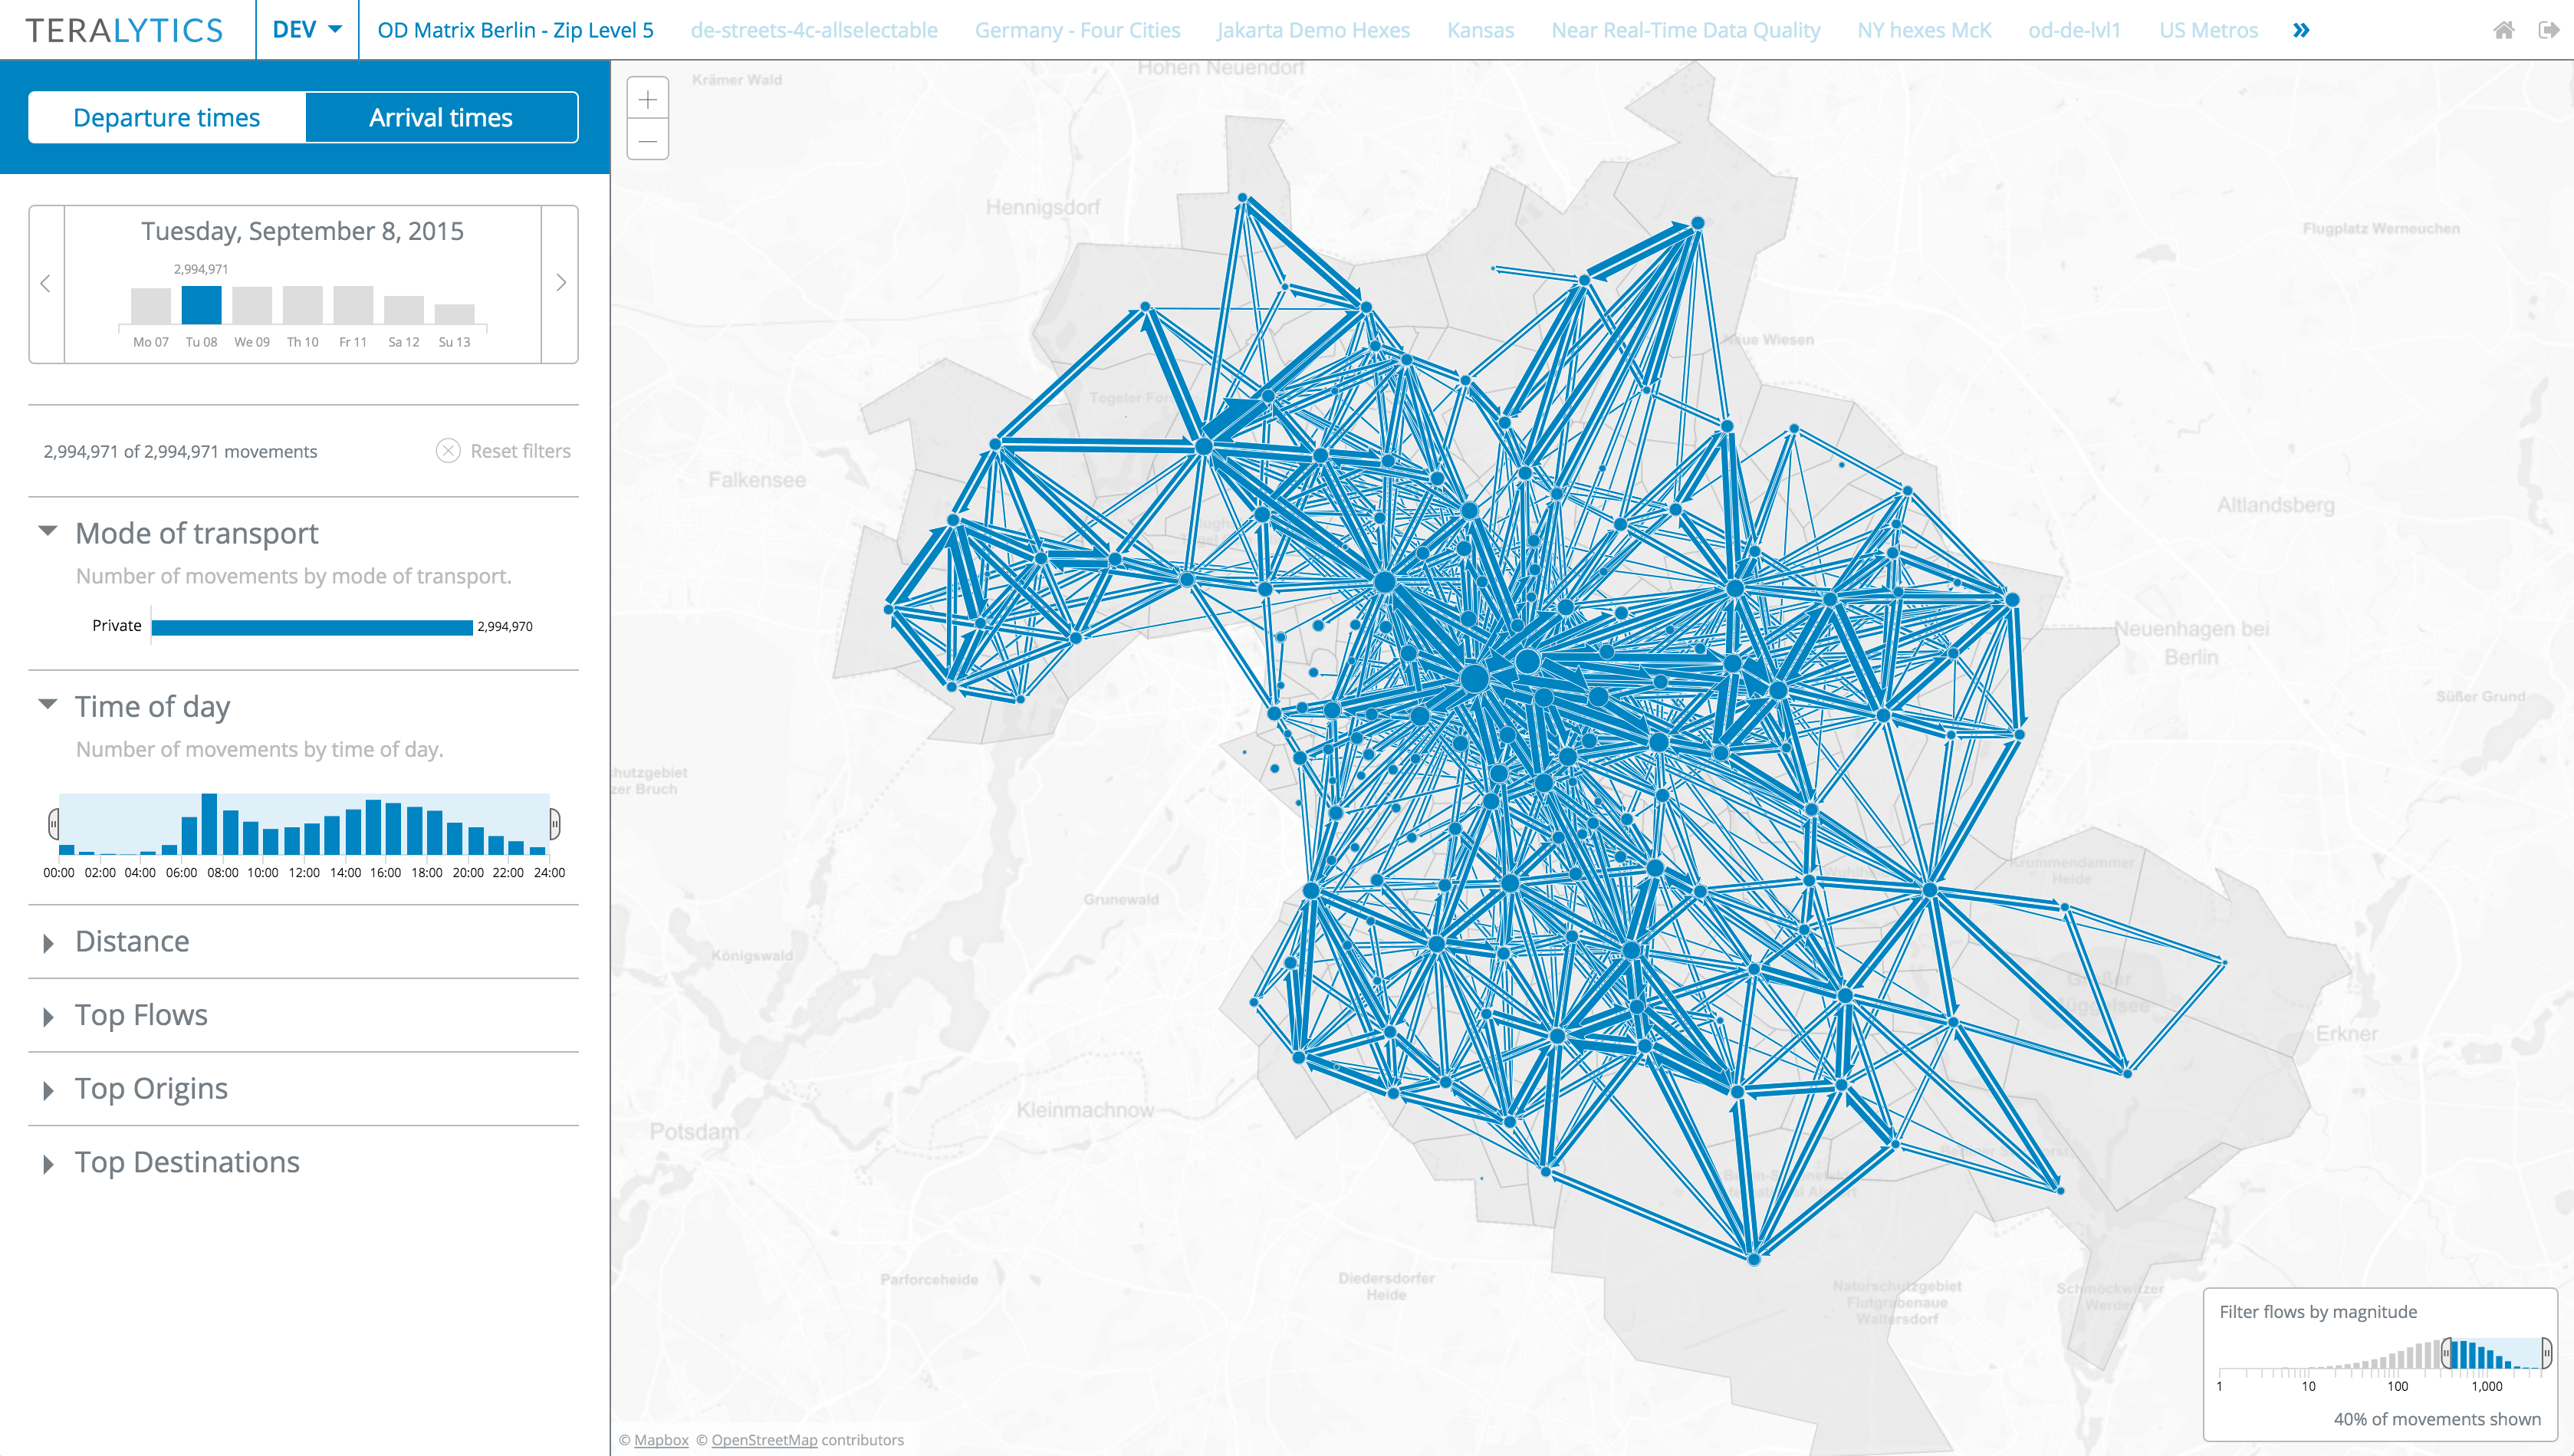 TERALYTICS
DEV
OD Matrix Berlin - Zip Level 5
de-streets-4c-allselectable
Germany - Four Cities
Jakarta Demo Hexes
Kansas
Near Real-Time Data Quality
NY hexes McK
od-de-lvl1
US Metros
»
Departure times
Arrival times
Tuesday, September 8, 2015
2,994,971
Mo 07 Tu 08 We 09 Th 10 Fr 11 Sa 12 Su 13
2,994,971 of 2,994,971 movements
Reset filters
Mode of transport
Number of movements by mode of transport.
Private 2,994,970
Time of day
Number of movements by time of day.
00:00 02:00 04:00 06:00 08:00 10:00 12:00 14:00 16:00 18:00 20:00 22:00 24:00
Distance
Top Flows
Top Origins
Top Destinations
+
−
Hohen Neuendorf
Krämer Wald
Hennigsdorf
Flugplatz Werneuchen
Neue Wiesen
Tegeler
Falkensee
Altlandsberg
Neuenhagen bei
Berlin
Süßer Grund
hutzgebiet
zer Bruch
Krummendammer
Heide
Wuhlhe
Grunewald
Königswald
Großer
Müggelsee
Erkner
Kleinmachnow
Potsdam
Parforceheide
Diedersdorfer
Heide
Naturschutzgebiet
Flutgrabenaue
Waltersdorf
Schmöckwitzer
Werder
Filter flows by magnitude
1 10 100 1,000
40% of movements shown
© Mapbox © OpenStreetMap contributors